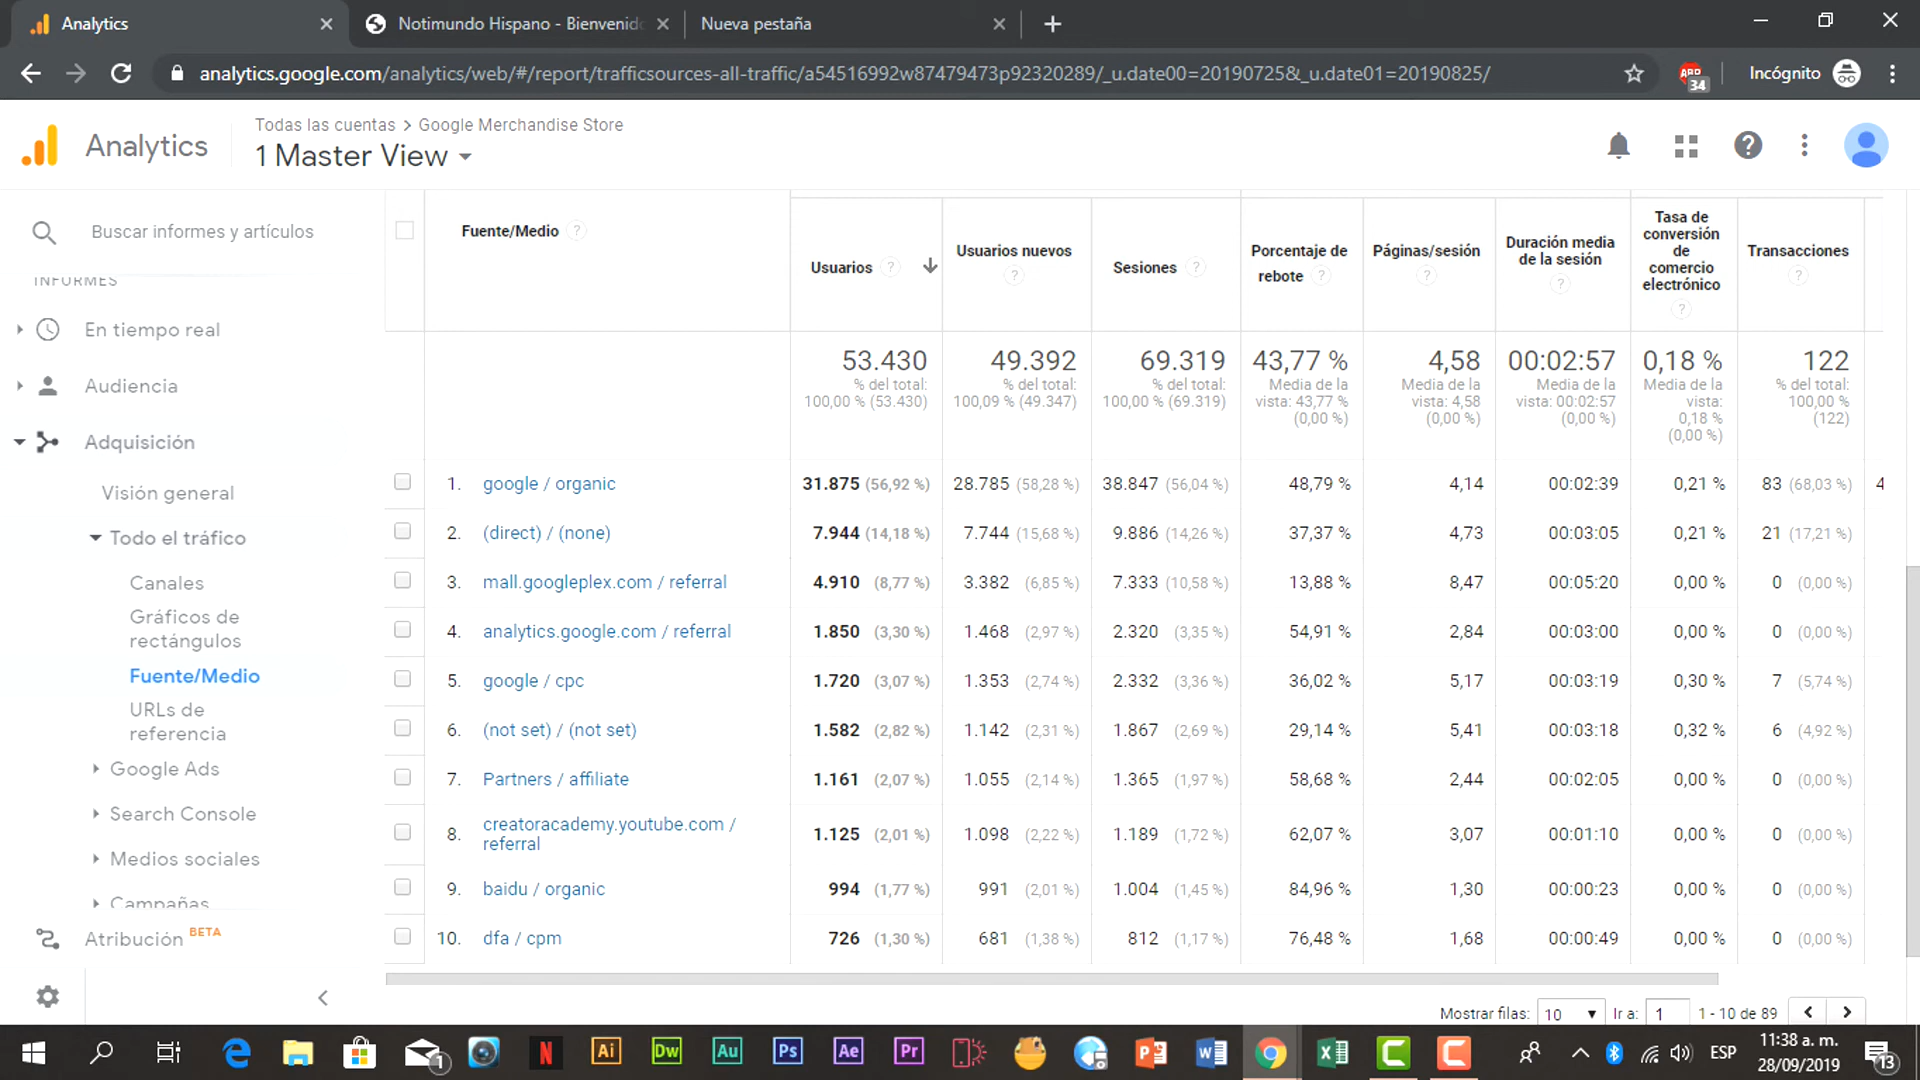 Analytics
Notimundo Hispano - Bienvenido
Nueva pestaña
analytics.google.com/analytics/web/#/report/trafficsources-all-traffic/a54516992w87479473p92320289/_u.date00=20190725&_u.date01=20190825/
ABP
34
Incógnito
Analytics
Todas las cuentas > Google Merchandise Store
1 Master View
Buscar informes y artículos
INFORMES
En tiempo real
Audiencia
Adquisición
Visión general
Todo el tráfico
Canales
Gráficos de
rectángulos
Fuente/Medio
URLs de
referencia
Google Ads
Search Console
Medios sociales
Campañas
Atribución BETA
Fuente/Medio ?
Usuarios ?
Usuarios nuevos
?
Sesiones ?
Porcentaje de
rebote ?
Páginas/sesión
?
Duración media
de la sesión
?
Tasa de
conversión
de
comercio
electrónico
?
Transacciones
?
53.430
% del total:
100,00 % (53.430)
49.392
% del total:
100,09 % (49.347)
69.319
% del total:
100,00 % (69.319)
43,77 %
Media de la
vista: 43,77 %
(0,00 %)
4,58
Media de la
vista: 4,58
(0,00 %)
00:02:57
Media de la
vista: 00:02:57
(0,00 %)
0,18 %
Media de la
vista:
0,18 %
(0,00 %)
122
% del total:
100,00 %
(122)
1. google / organic 31.875 (56,92 %) 28.785 (58,28 %) 38.847 (56,04 %) 48,79 % 4,14 00:02:39 0,21 % 83 (68,03 %) 4
2. (direct) / (none) 7.944 (14,18 %) 7.744 (15,68 %) 9.886 (14,26 %) 37,37 % 4,73 00:03:05 0,21 % 21 (17,21 %)
3. mall.googleplex.com / referral 4.910 (8,77 %) 3.382 (6,85 %) 7.333 (10,58 %) 13,88 % 8,47 00:05:20 0,00 % 0 (0,00 %)
4. analytics.google.com / referral 1.850 (3,30 %) 1.468 (2,97 %) 2.320 (3,35 %) 54,91 % 2,84 00:03:00 0,00 % 0 (0,00 %)
5. google / cpc 1.720 (3,07 %) 1.353 (2,74 %) 2.332 (3,36 %) 36,02 % 5,17 00:03:19 0,30 % 7 (5,74 %)
6. (not set) / (not set) 1.582 (2,82 %) 1.142 (2,31 %) 1.867 (2,69 %) 29,14 % 5,41 00:03:18 0,32 % 6 (4,92 %)
7. Partners / affiliate 1.161 (2,07 %) 1.055 (2,14 %) 1.365 (1,97 %) 58,68 % 2,44 00:02:05 0,00 % 0 (0,00 %)
8. creatoracademy.youtube.com /
referral 1.125 (2,01 %) 1.098 (2,22 %) 1.189 (1,72 %) 62,07 % 3,07 00:01:10 0,00 % 0 (0,00 %)
9. baidu / organic 994 (1,77 %) 991 (2,01 %) 1.004 (1,45 %) 84,96 % 1,30 00:00:23 0,00 % 0 (0,00 %)
10. dfa / cpm 726 (1,30 %) 681 (1,38 %) 812 (1,17 %) 76,48 % 1,68 00:00:49 0,00 % 0 (0,00 %)
Mostrar filas: 10 Ir a: 1 1 - 10 de 89
1
N
Ai
Dw
Au
Ps
Ae
Pr
ESP
11:38 a. m.
28/09/2019
13